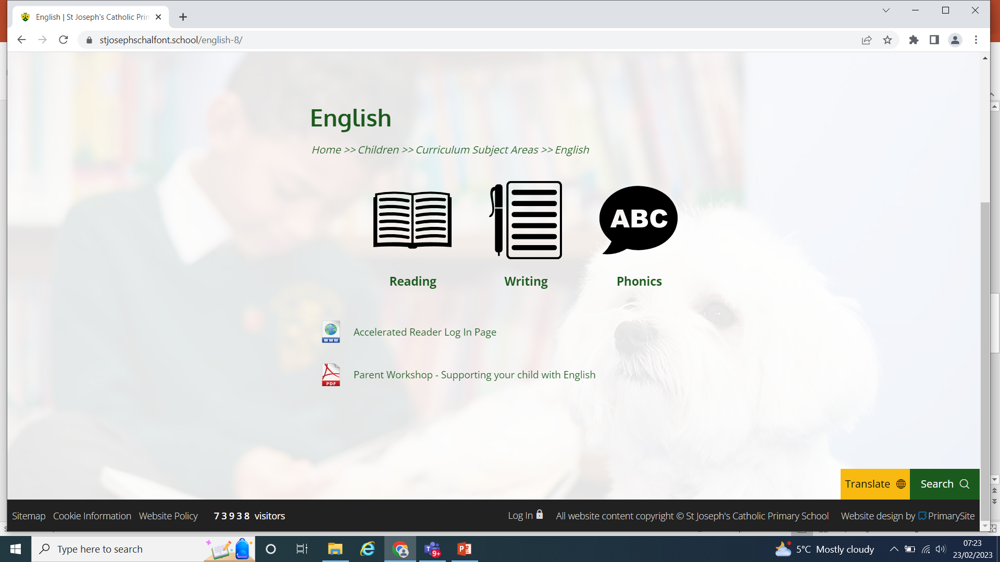 English | St Joseph's Catholic Prim
stjosephschalfont.school/english-8/
English
Home >> Children >> Curriculum Subject Areas >> English
ABC
Reading
Writing
Phonics
WWW
Accelerated Reader Log In Page
PDF
Parent Workshop - Supporting your child with English
Translate
Search
Sitemap
Cookie Information
Website Policy
73938 visitors
Log In
All website content copyright © St Joseph's Catholic Primary School
Website design by PrimarySite
Type here to search
9+
5°C Mostly cloudy
07:23
23/02/2023